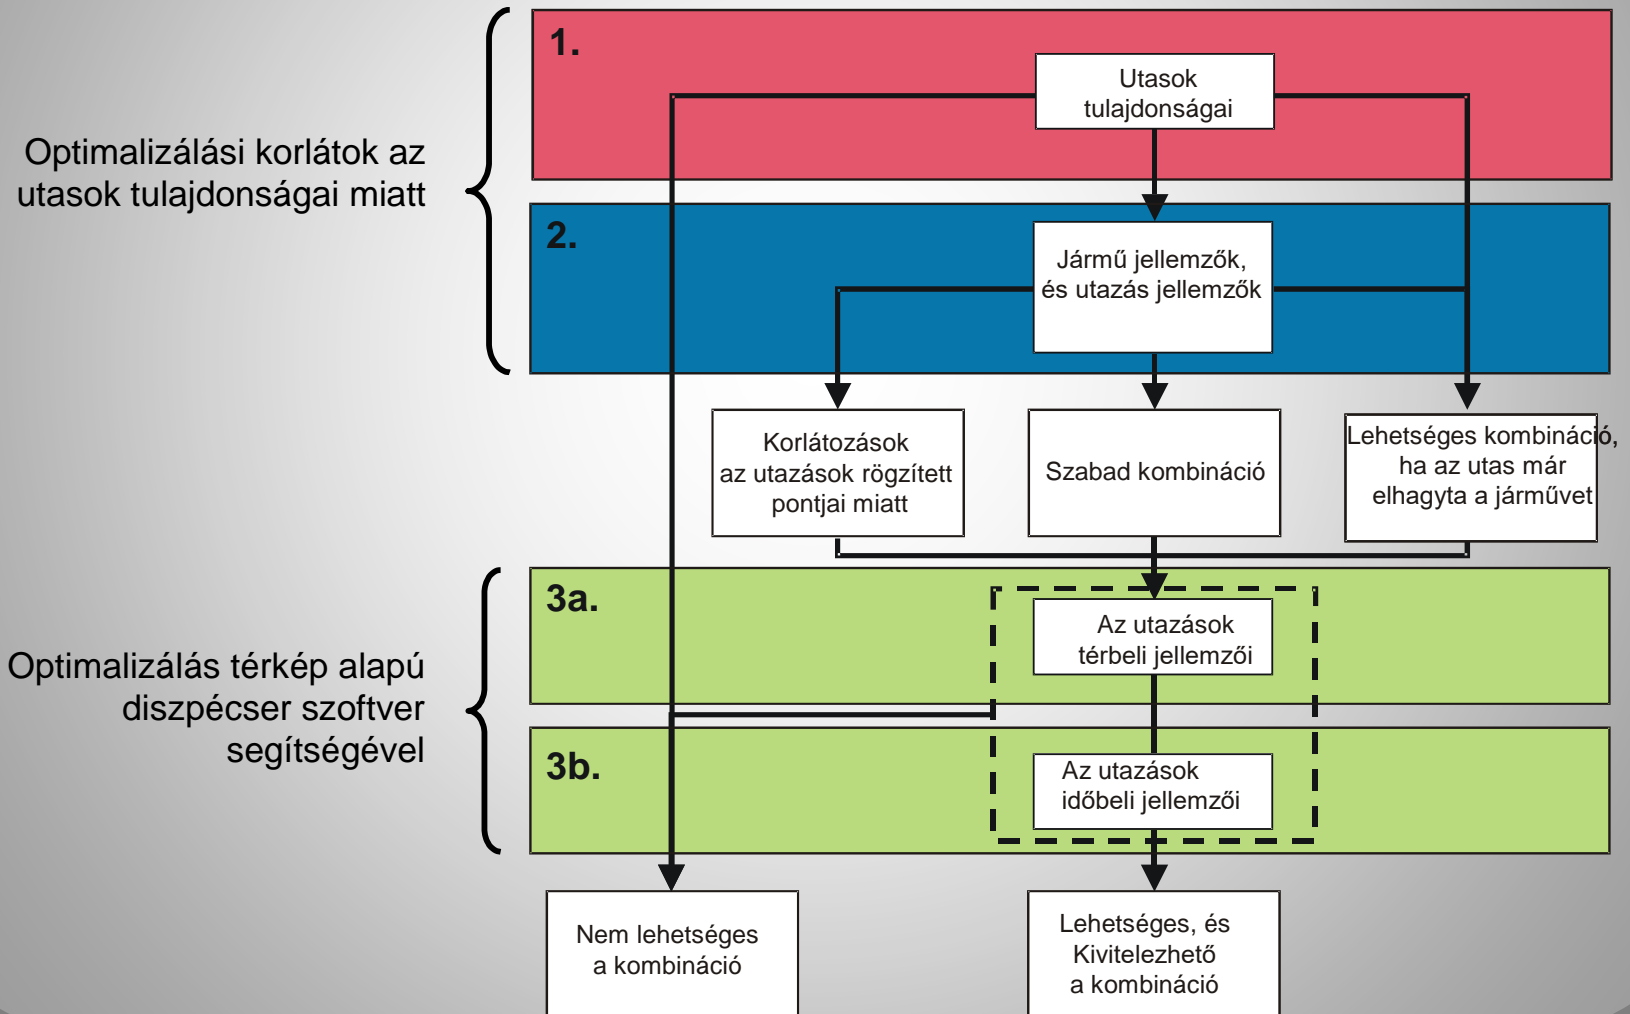 Optimalizálási korlátok az
utasok tulajdonságai miatt
1.
Utasok
tulajdonságai
2.
Jármű jellemzők,
és utazás jellemzők
Korlátozások
az utazások rögzített
pontjai miatt
Szabad kombináció
Lehetséges kombináció,
ha az utas már
elhagyta a járművet
Optimalizálás térkép alapú
diszpécser szoftver
segítségével
3a.
Az utazások
térbeli jellemzői
3b.
Az utazások
időbeli jellemzői
Nem lehetséges
a kombináció
Lehetséges, és
Kivitelezhető
a kombináció